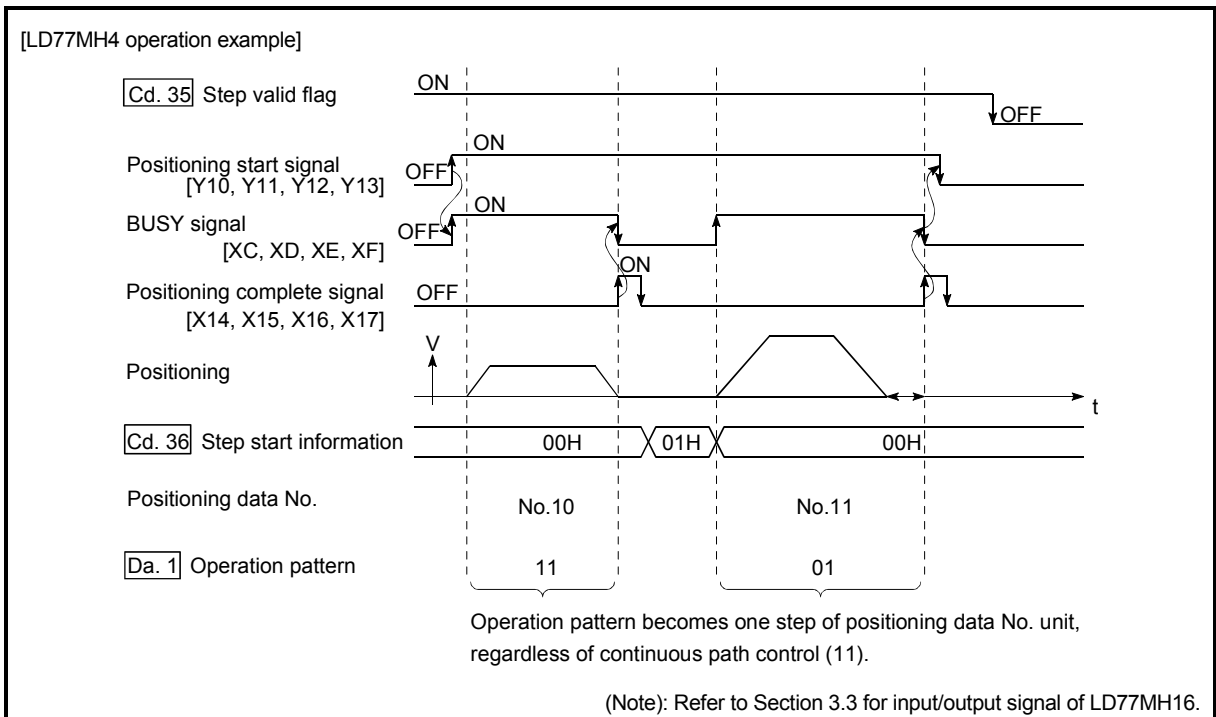 [LD77MH4 operation example]
Cd. 35 Step valid flag
ON
OFF
Positioning start signal
[Y10, Y11, Y12, Y13]
OFF
ON
BUSY signal
[XC, XD, XE, XF]
OFF
ON
Positioning complete signal
[X14, X15, X16, X17]
OFF
ON
V
Positioning
t
Cd. 36 Step start information
00H
01H
00H
Positioning data No.
No.10
No.11
Da. 1 Operation pattern
11
01
Operation pattern becomes one step of positioning data No. unit,
regardless of continuous path control (11).
(Note): Refer to Section 3.3 for input/output signal of LD77MH16.